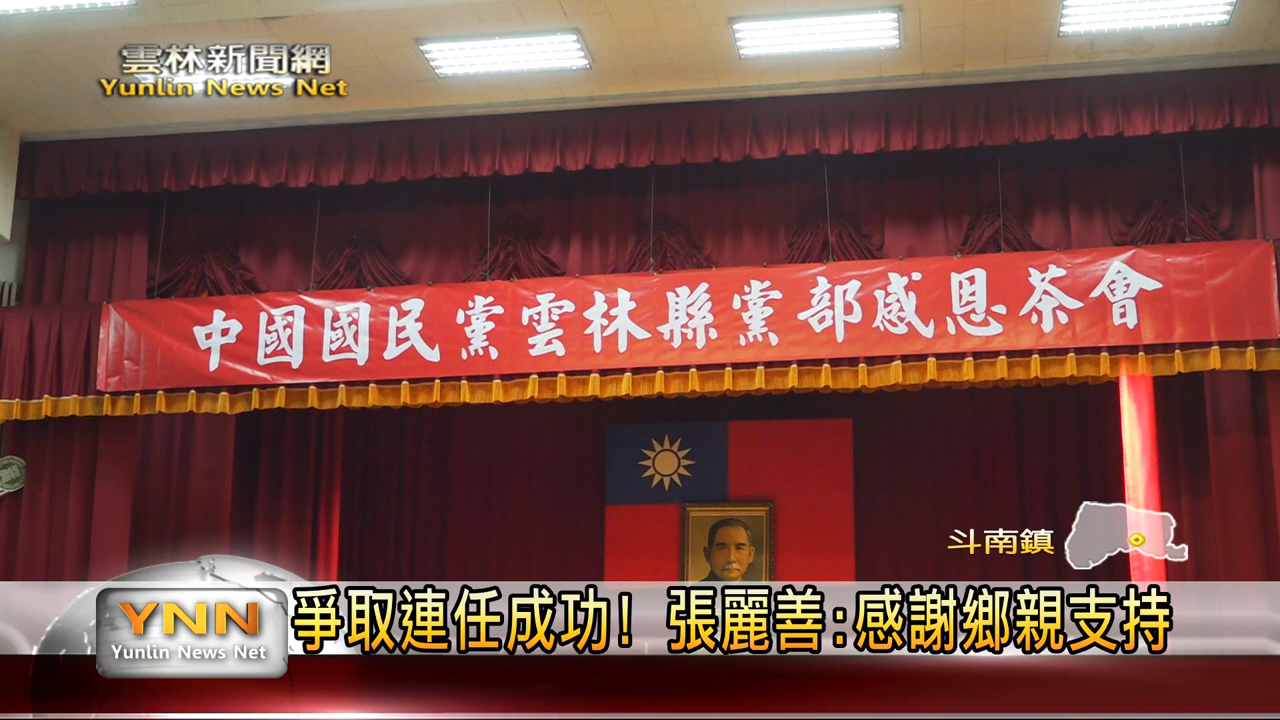 雲林新聞網
Yunlin News Net
中國國民黨雲林縣黨部感恩茶會
斗南鎮
YNN
Yunlin News Net
爭取連任成功! 張麗善:感謝鄉親支持